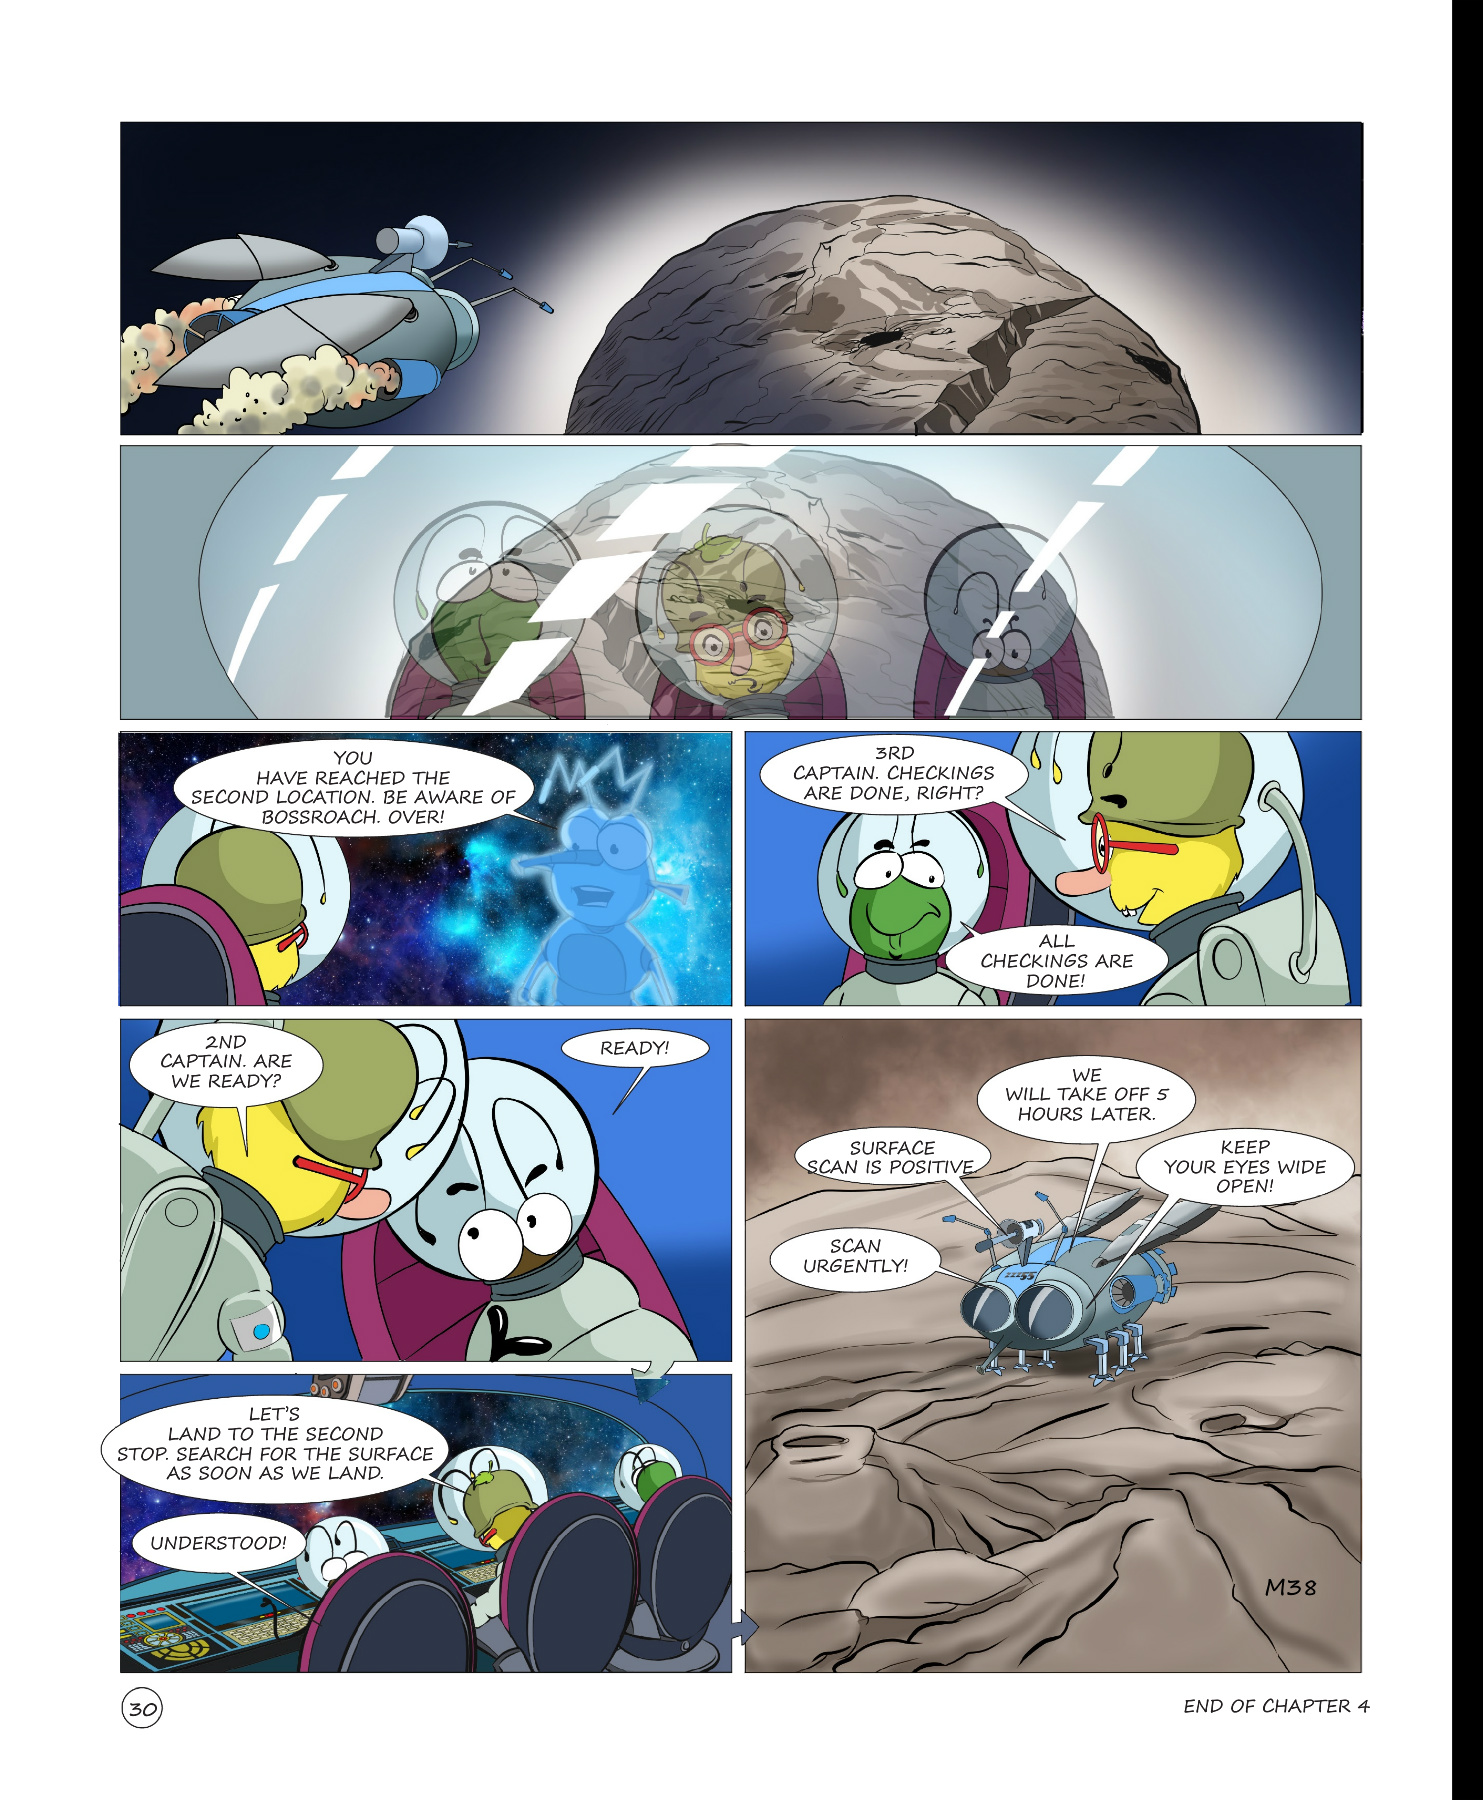 YOU
HAVE REACHED THE
SECOND LOCATION. BE AWARE OF
BOSSROACH. OVER!
3RD
CAPTAIN. CHECKINGS
ARE DONE, RIGHT?
ALL
CHECKINGS ARE
DONE!
2ND
CAPTAIN. ARE
WE READY?
READY!
LET'S
LAND TO THE SECOND
STOP. SEARCH FOR THE SURFACE
AS SOON AS WE LAND.
UNDERSTOOD!
SCAN
URGENTLY!
SURFACE
SCAN IS POSITIVE.
WE
WILL TAKE OFF 5
HOURS LATER.
KEEP
YOUR EYES WIDE
OPEN!
M38
30
END OF CHAPTER 4